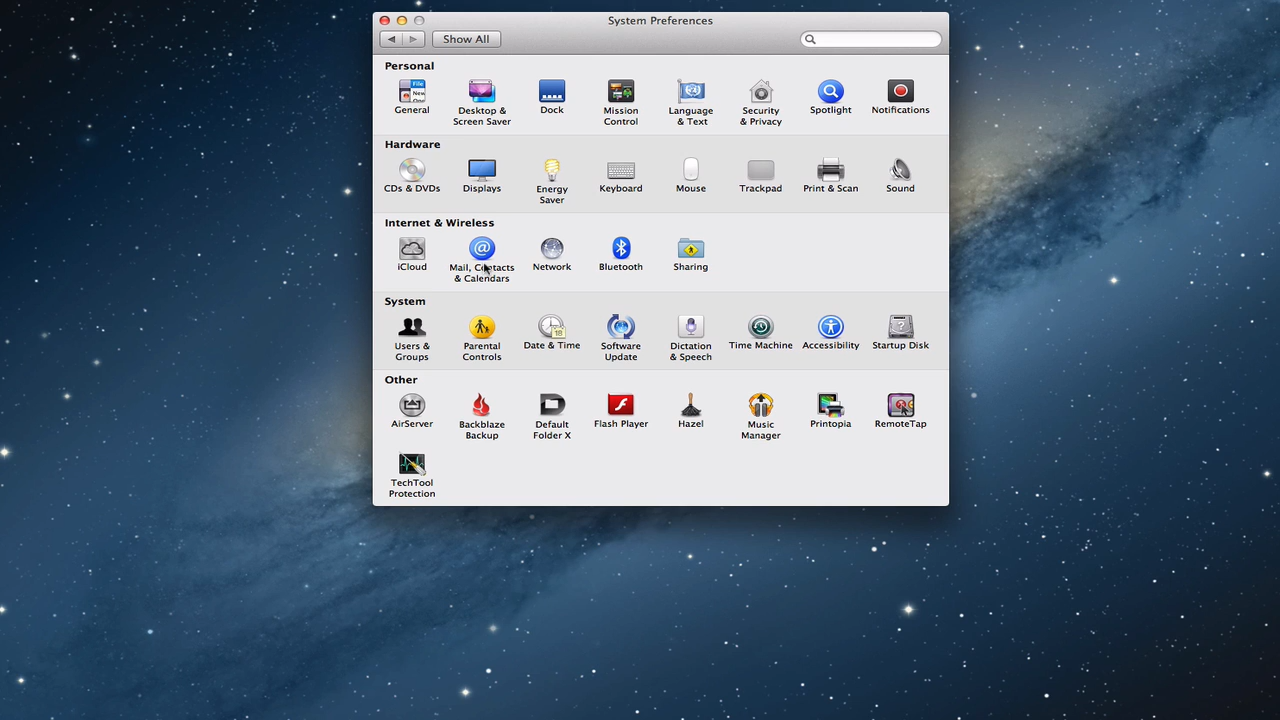 System Preferences
Show All
Personal
General
Desktop & Screen Saver
Dock
Mission Control
Language & Text
Security & Privacy
Spotlight
Notifications
Hardware
CDs & DVDs
Displays
Energy Saver
Keyboard
Mouse
Trackpad
Print & Scan
Sound
Internet & Wireless
iCloud
Mail, Contacts & Calendars
Network
Bluetooth
Sharing
System
Users & Groups
Parental Controls
Date & Time
Software Update
Dictation & Speech
Time Machine
Accessibility
Startup Disk
Other
AirServer
Backblaze Backup
Default Folder X
Flash Player
Hazel
Music Manager
Printopia
RemoteTap
TechTool Protection